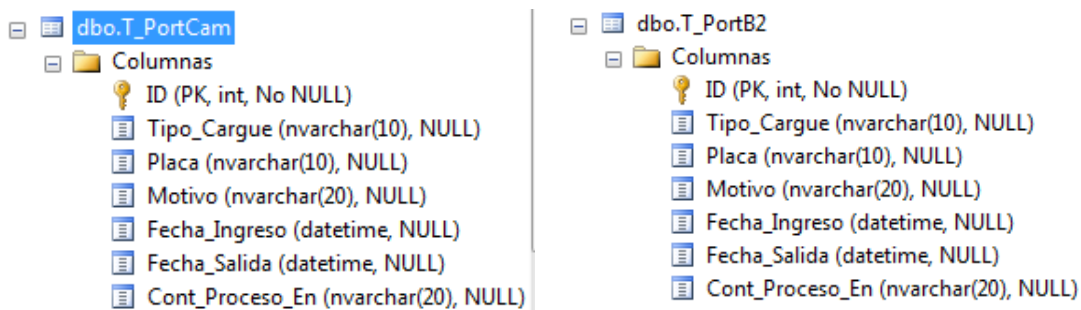 dbo.T_PortCam
Columnas
ID (PK, int, No NULL)
Tipo_Cargue (nvarchar(10), NULL)
Placa (nvarchar(10), NULL)
Motivo (nvarchar(20), NULL)
Fecha_Ingreso (datetime, NULL)
Fecha_Salida (datetime, NULL)
Cont_Proceso_En (nvarchar(20), NULL)
dbo.T_PortB2
Columnas
ID (PK, int, No NULL)
Tipo_Cargue (nvarchar(10), NULL)
Placa (nvarchar(10), NULL)
Motivo (nvarchar(20), NULL)
Fecha_Ingreso (datetime, NULL)
Fecha_Salida (datetime, NULL)
Cont_Proceso_En (nvarchar(20), NULL)